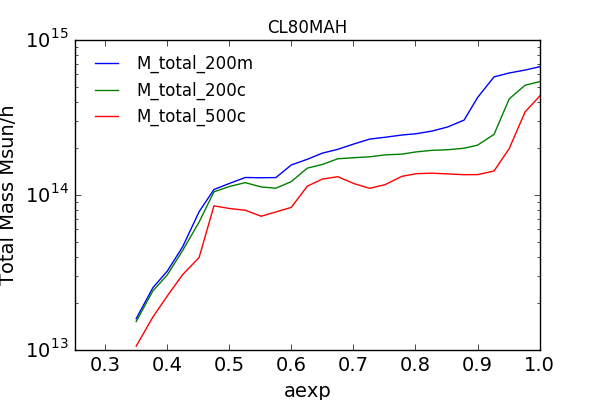 CL80MAH
10^15
M_total_200m
M_total_200c
M_total_500c
Total Mass Msun/h
10^14
10^13
0.3 0.4 0.5 0.6 0.7 0.8 0.9 1.0
aexp